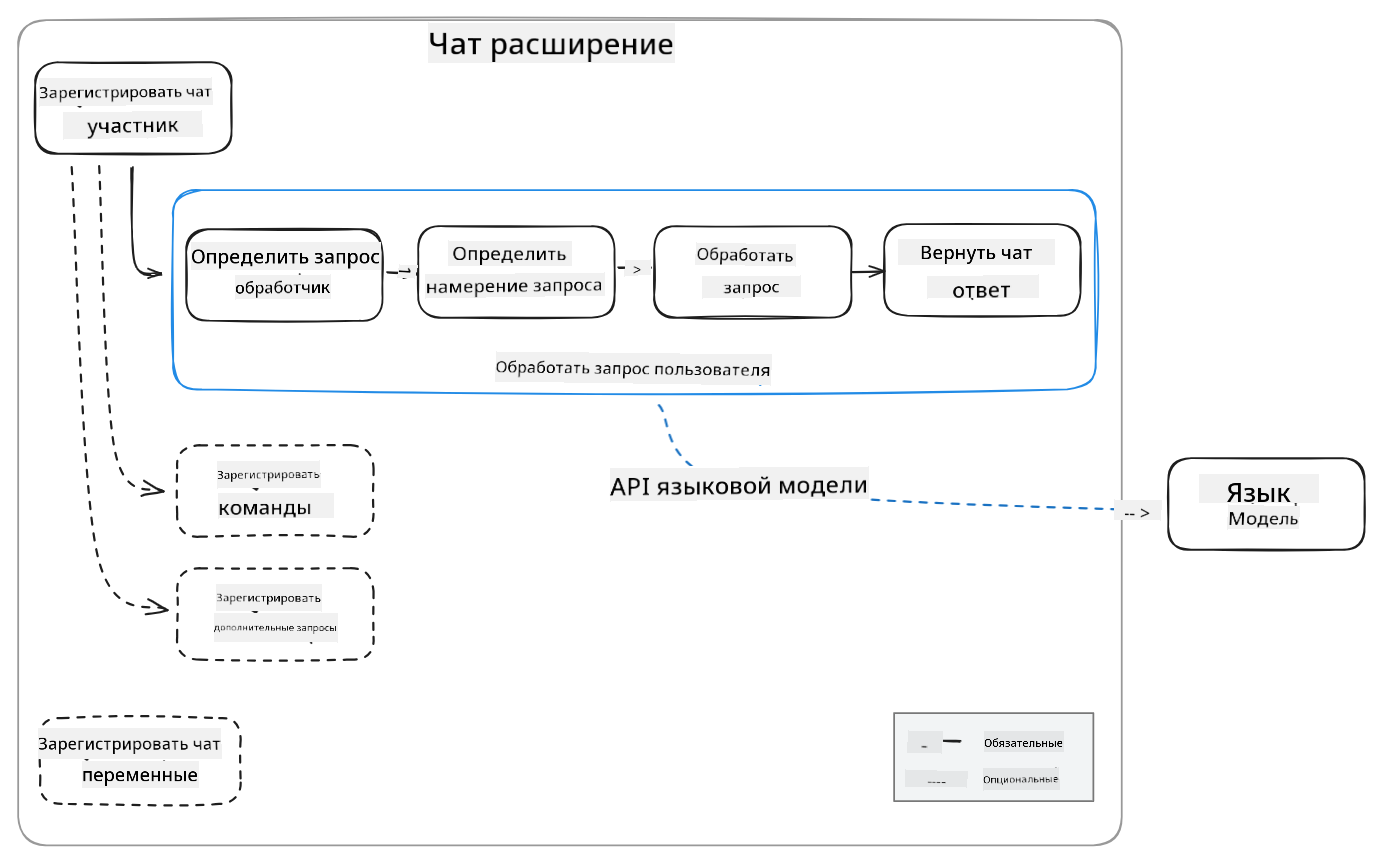 Чат расширение
Зарегистрировать чат
участник
Определить запрос
обработчик
Определить
намерение запроса
>
Обработать
запрос
Вернуть чат
ответ
Обработать запрос пользователя
Зарегистрировать
команды
API языковой модели
-- >
Язык
Модель
Зарегистрировать
дополнительные запросы
Зарегистрировать чат
переменные
Обязательные
----
Опциональные